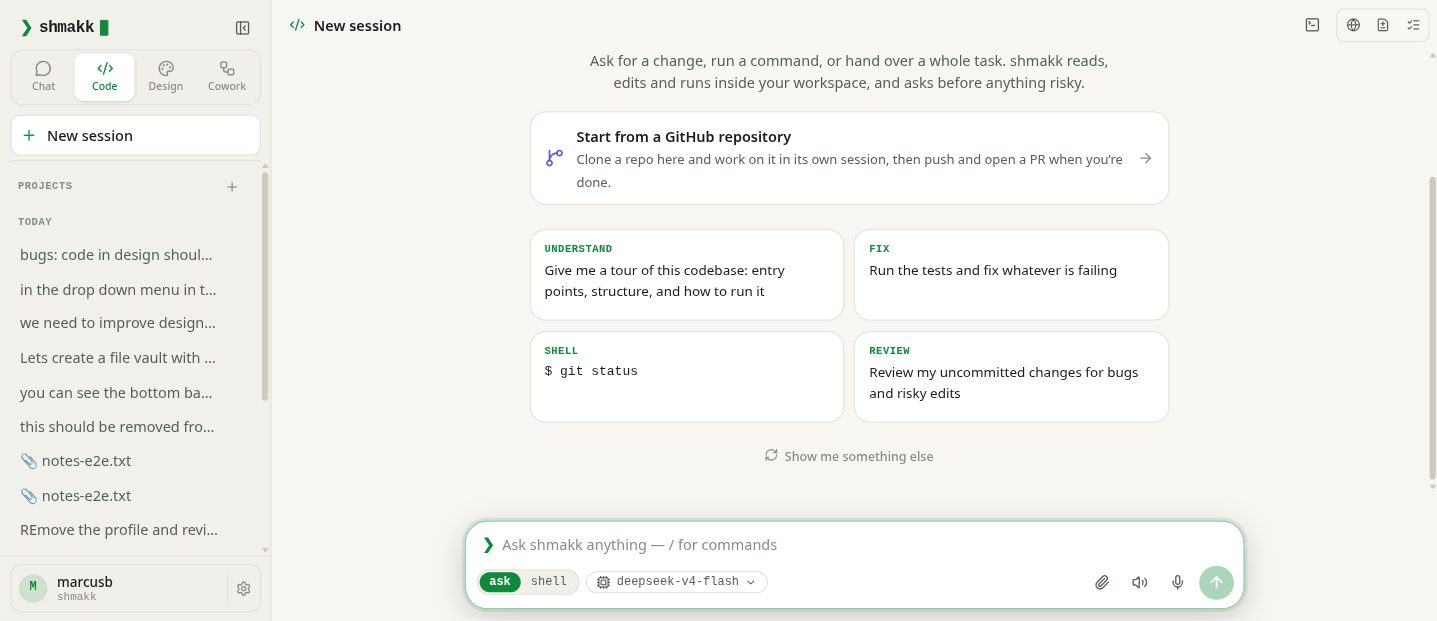 ❯ shmakk
Chat
Code
Design
Cowork
New session
PROJECTS
TODAY
bugs: code in design shoul...
in the drop down menu in t...
we need to improve design...
Lets create a file vault with ...
you can see the bottom ba...
this should be removed fro...
📎 notes-e2e.txt
📎 notes-e2e.txt
REmove the profile and revi...
M
marcusb
shmakk
</> New session
Ask for a change, run a command, or hand over a whole task. shmakk reads,
edits and runs inside your workspace, and asks before anything risky.
Start from a GitHub repository
Clone a repo here and work on it in its own session, then push and open a PR when you're
done.
UNDERSTAND
Give me a tour of this codebase: entry
points, structure, and how to run it
FIX
Run the tests and fix whatever is failing
SHELL
$ git status
REVIEW
Review my uncommitted changes for bugs
and risky edits
Show me something else
❯ Ask shmakk anything — / for commands
ask shell deepseek-v4-flash